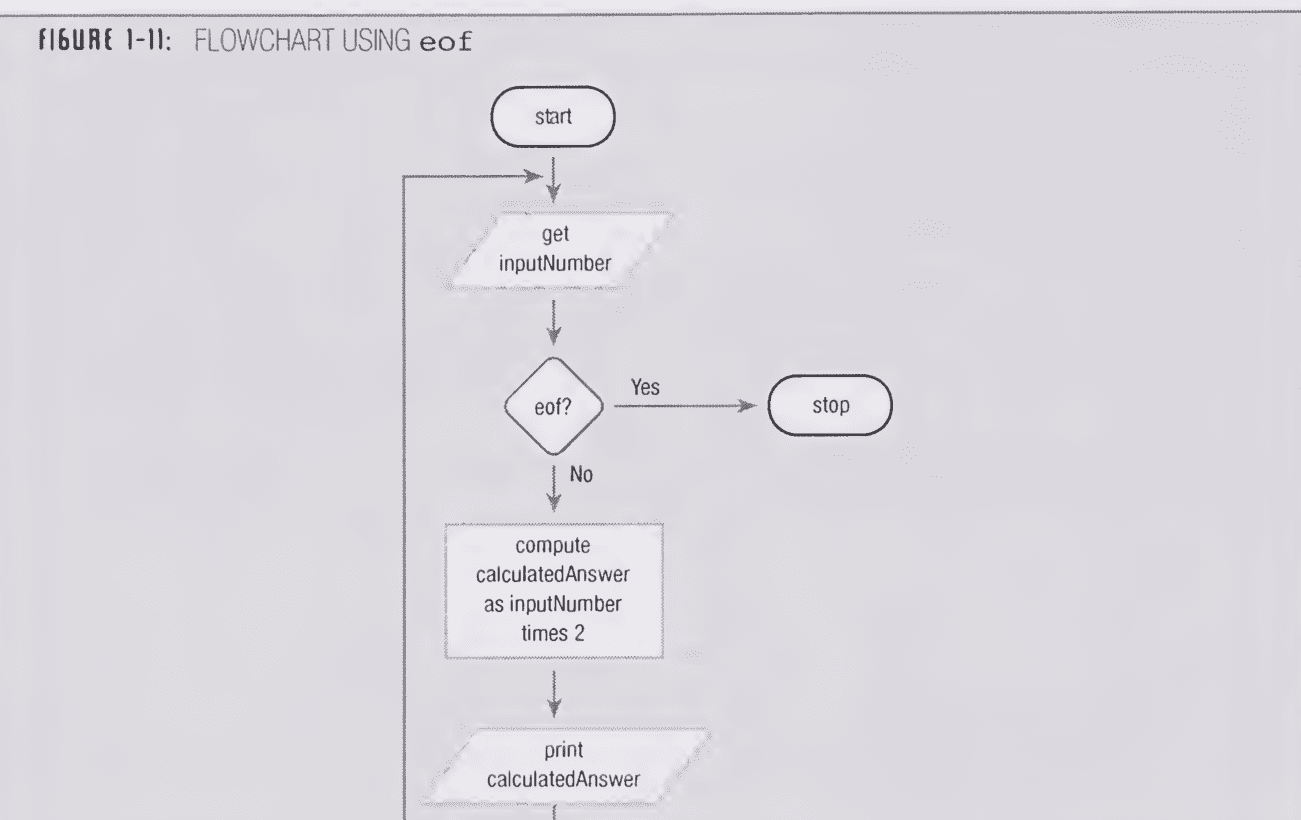 FIGURE 1-11: FLOWCHART USING eof
start
get
inputNumber
eof?
Yes
stop
No
compute
calculatedAnswer
as inputNumber
times 2
print
calculatedAnswer